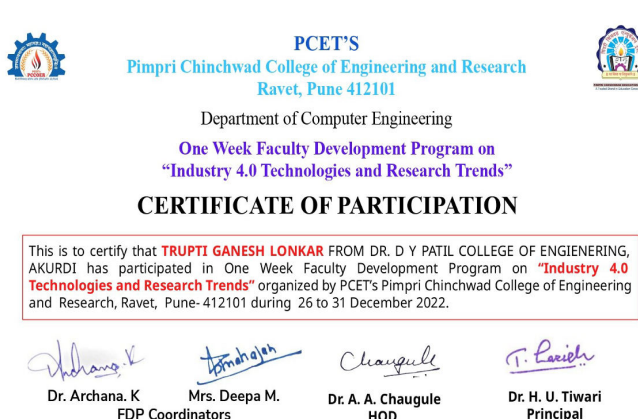 PCET’S
Pimpri Chinchwad College of Engineering and Research
Ravet, Pune 412101
Department of Computer Engineering
One Week Faculty Development Program on
“Industry 4.0 Technologies and Research Trends”
CERTIFICATE OF PARTICIPATION
This is to certify that TRUPTI GANESH LONKAR FROM DR. D Y PATIL COLLEGE OF ENGIENERING,
AKURDI has participated in One Week Faculty Development Program on “Industry 4.0
Technologies and Research Trends” organized by PCET’s Pimpri Chinchwad College of Engineering
and Research, Ravet, Pune- 412101 during 26 to 31 December 2022.
Archana.K
Chaugule
Dr. Archana. K Mrs. Deepa M. Dr. A. A. Chaugule Dr. H. U. Tiwari
FDP Coordinators HOD Principal